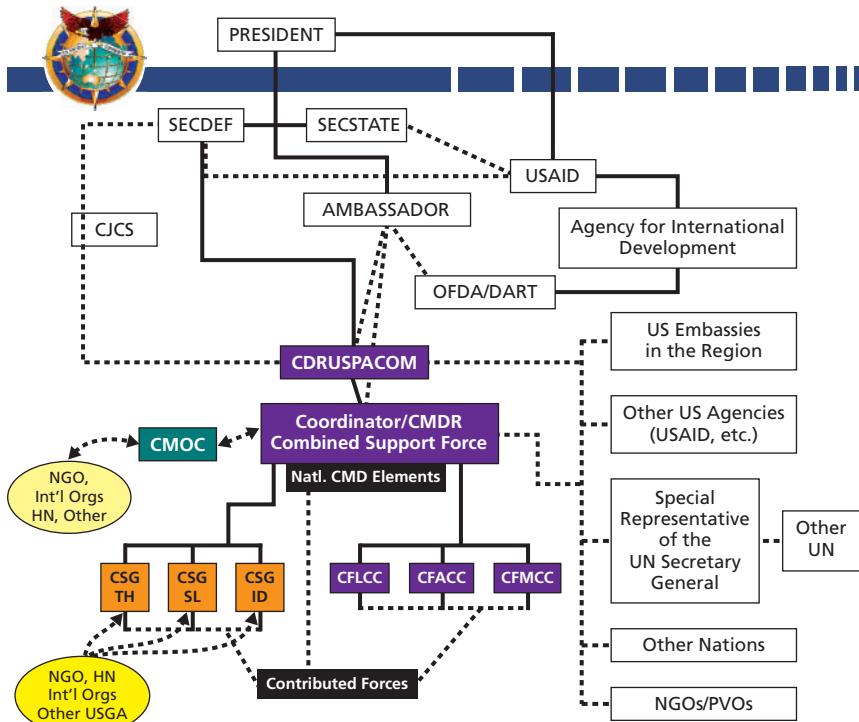 PRESIDENT
SECDEF
SECSTATE
USAID
AMBASSADOR
CJCS
Agency for International
Development
OFDA/DART
CDRUSPACOM
US Embassies
in the Region
Coordinator/CMDR
Combined Support Force
Other US Agencies
(USAID, etc.)
CMOC
Natl. CMD Elements
NGO,
Int'l Orgs
HN, Other
Special
Representative
of the
UN Secretary
General
Other
UN
CSG
TH
CSG
SL
CSG
ID
CFLCC
CFACC
CFMCC
Other Nations
NGO, HN
Int'l Orgs
Other USGA
Contributed Forces
NGOs/PVOs